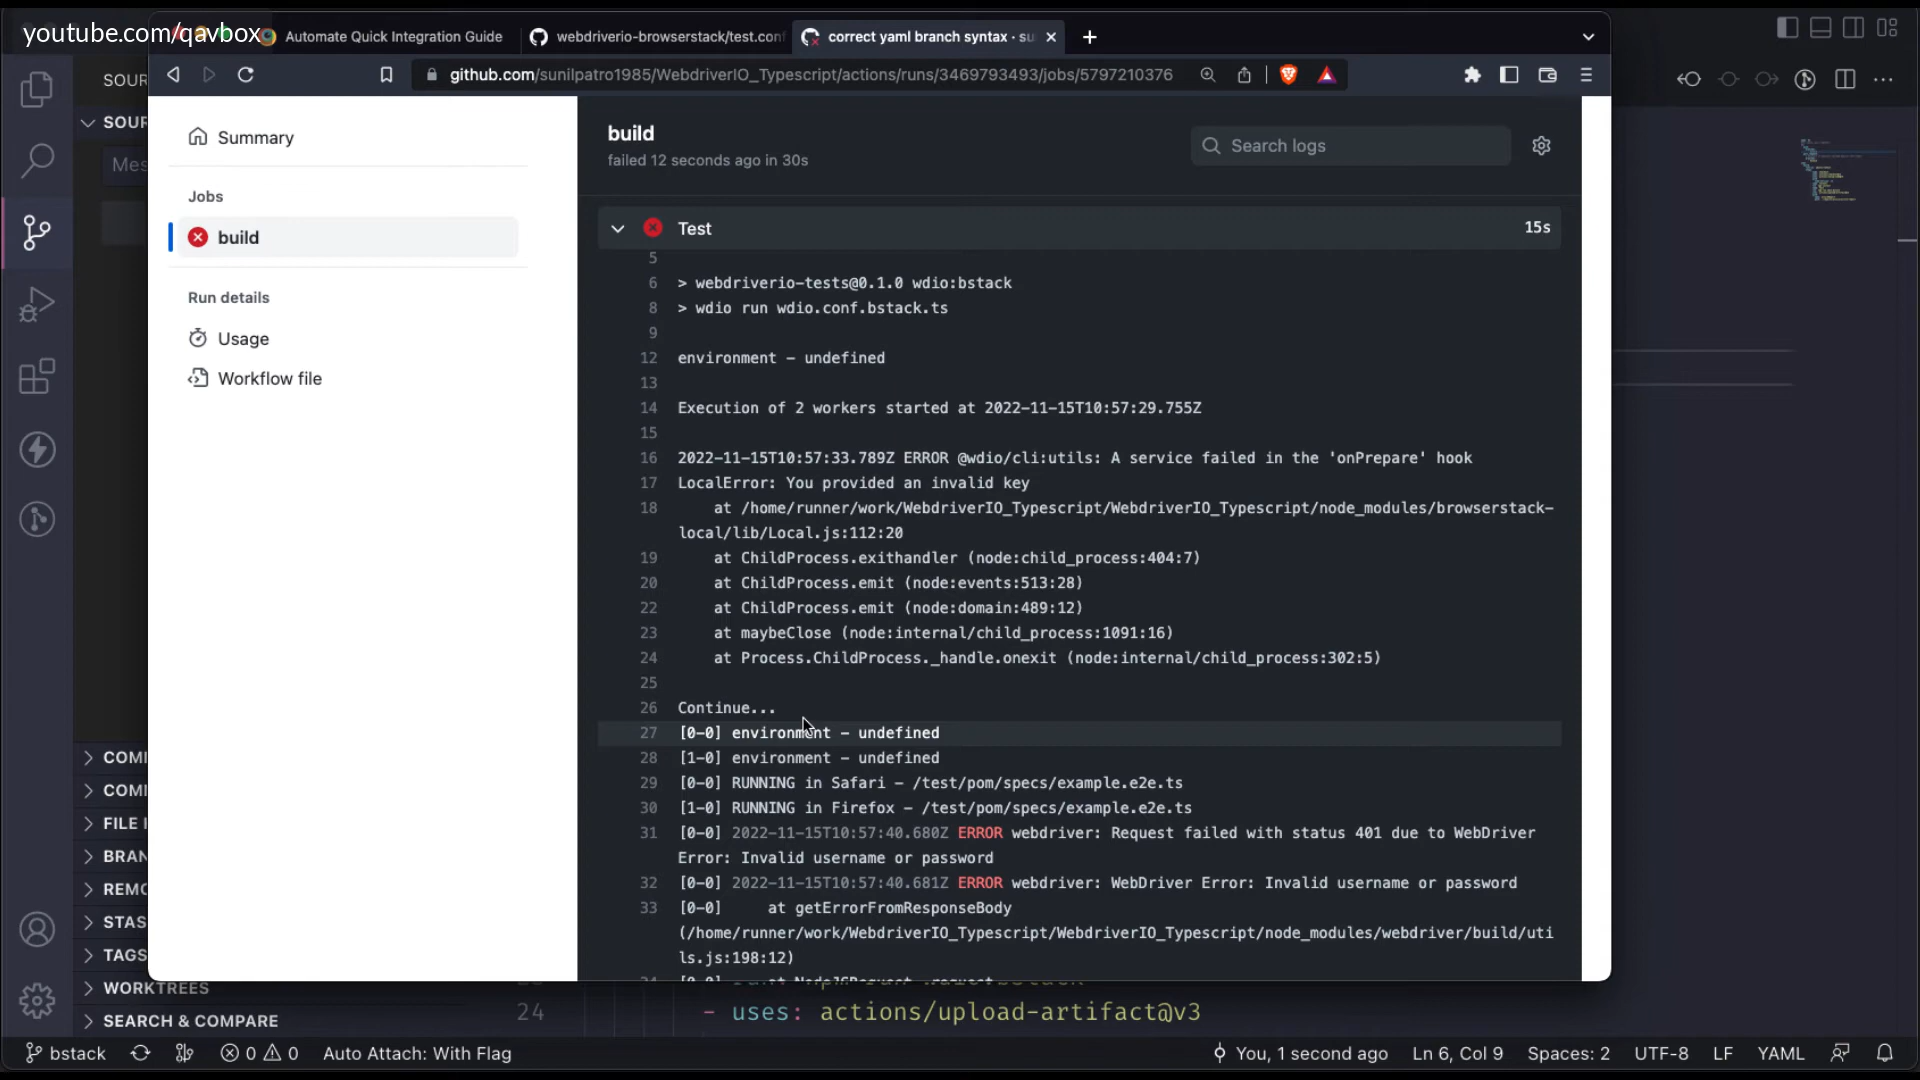 youtube.com/qavbox
Automate Quick Integration Guide
webdriverio-browserstack/test.conf
correct yaml branch syntax · su
github.com/sunilpatro1985/WebdriverIO_Typescript/actions/runs/3469793493/jobs/5797210376
SOUR
SOUR
Mes
Summary
Jobs
build
Run details
Usage
Workflow file
build
failed 12 seconds ago in 30s
Search logs
Test
15s
5
6 > webdriverio-tests@0.1.0 wdio:bstack
8 > wdio run wdio.conf.bstack.ts
9
12 environment - undefined
13
14 Execution of 2 workers started at 2022-11-15T10:57:29.755Z
15
16 2022-11-15T10:57:33.789Z ERROR @wdio/cli:utils: A service failed in the 'onPrepare' hook
17 LocalError: You provided an invalid key
18 at /home/runner/work/WebdriverIO_Typescript/WebdriverIO_Typescript/node_modules/browserstack-
local/lib/Local.js:112:20
19 at ChildProcess.exithandler (node:child_process:404:7)
20 at ChildProcess.emit (node:events:513:28)
22 at ChildProcess.emit (node:domain:489:12)
23 at maybeClose (node:internal/child_process:1091:16)
24 at Process.ChildProcess._handle.onexit (node:internal/child_process:302:5)
25
26 Continue...
27 [0-0] environment - undefined
28 [1-0] environment - undefined
29 [0-0] RUNNING in Safari - /test/pom/specs/example.e2e.ts
30 [1-0] RUNNING in Firefox - /test/pom/specs/example.e2e.ts
31 [0-0] 2022-11-15T10:57:40.680Z ERROR webdriver: Request failed with status 401 due to WebDriver
Error: Invalid username or password
32 [0-0] 2022-11-15T10:57:40.681Z ERROR webdriver: WebDriver Error: Invalid username or password
33 [0-0] at getErrorFromResponseBody
(/home/runner/work/WebdriverIO_Typescript/WebdriverIO_Typescript/node_modules/webdriver/build/uti
ls.js:198:12)
COMI
COMI
FILE
BRAN
REMO
STAS
TAGS
WORKTREES
SEARCH & COMPARE
24 - uses: actions/upload-artifact@v3
bstack
0
0
Auto Attach: With Flag
You, 1 second ago
Ln 6, Col 9
Spaces: 2
UTF-8
LF
YAML